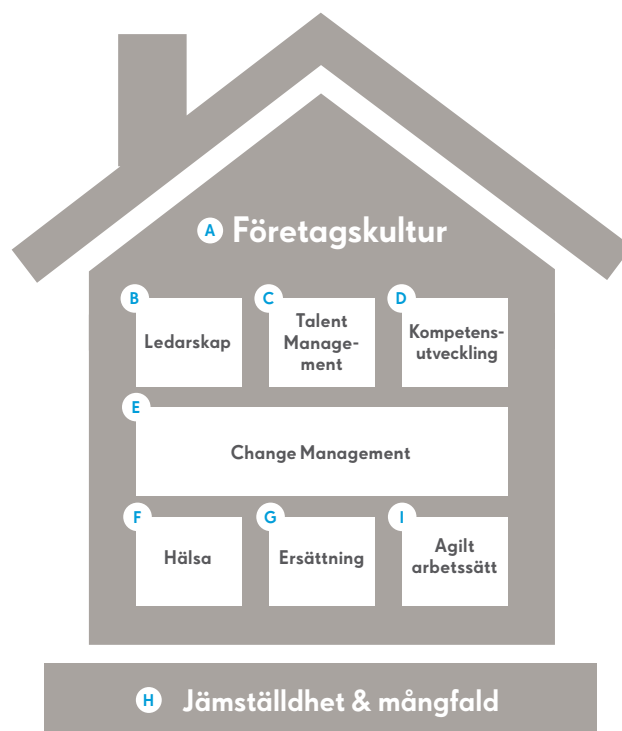 A Företagskultur
B
Ledarskap
C
Talent
Manage-
ment
D
Kompetens-
utveckling
E
Change Management
F
Hälsa
G
Ersättning
I
Agilt
arbetssätt
H Jämställdhet & mångfald